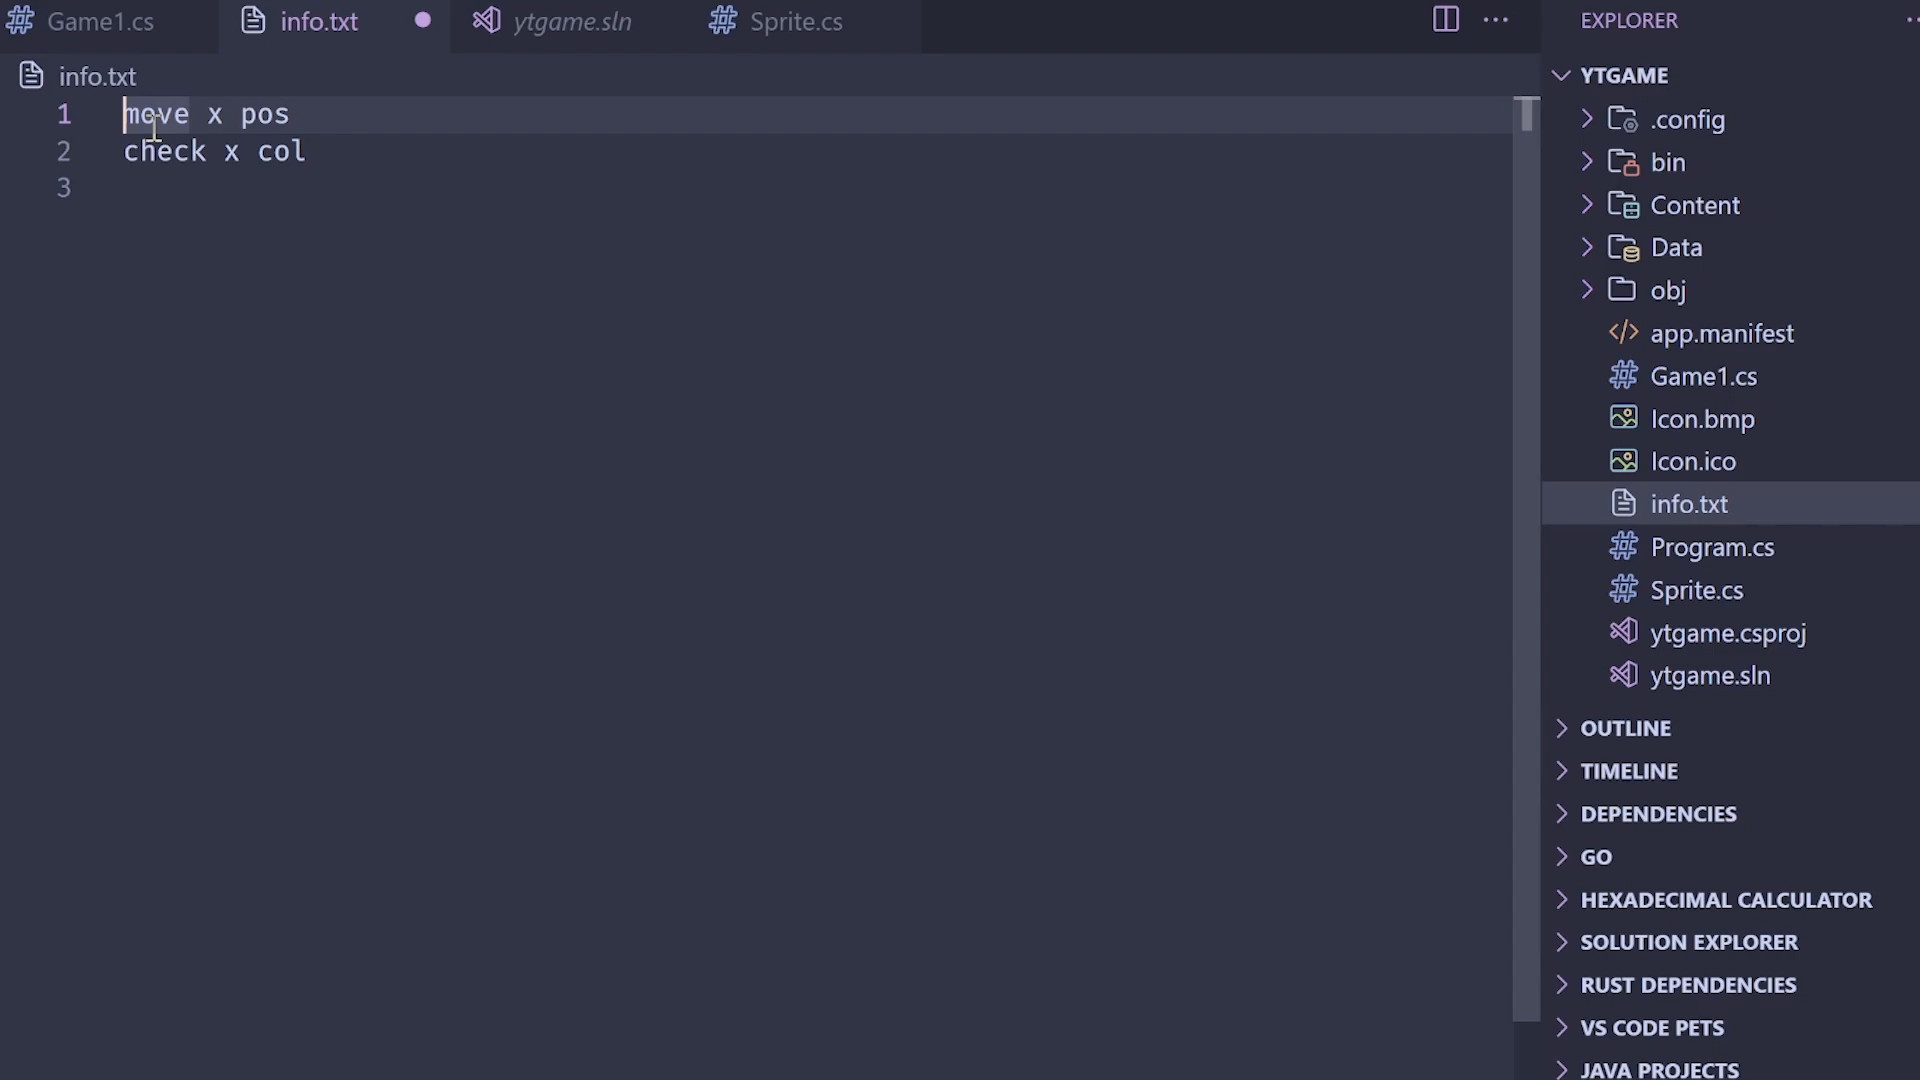 Game1.cs
info.txt
ytgame.sln
Sprite.cs
info.txt
1 move x pos
2 check x col
3
EXPLORER
YTGAME
.config
bin
Content
Data
obj
app.manifest
Game1.cs
Icon.bmp
Icon.ico
info.txt
Program.cs
Sprite.cs
ytgame.csproj
ytgame.sln
OUTLINE
TIMELINE
DEPENDENCIES
GO
HEXADECIMAL CALCULATOR
SOLUTION EXPLORER
RUST DEPENDENCIES
VS CODE PETS
JAVA PROJECTS